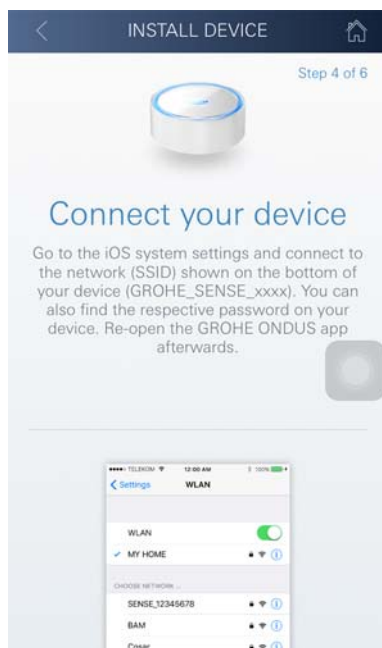 INSTALL DEVICE
Step 4 of 6
Connect your device
Go to the iOS system settings and connect to
the network (SSID) shown on the bottom of
your device (GROHE_SENSE_xxxx). You can
also find the respective password on your
device. Re-open the GROHE ONDUS app
afterwards.
TELEKOM 12:00 AM 100%
Settings WLAN
WLAN
MY HOME
CHOOSE NETWORK ...
SENSE_12345678
BAM